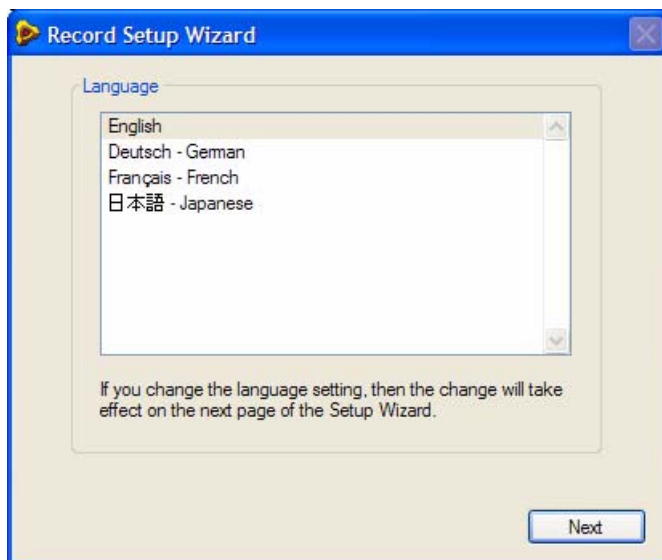 Record Setup Wizard
Language
English
Deutsch - German
Français - French
日本語 - Japanese
If you change the language setting, then the change will take
effect on the next page of the Setup Wizard.
Next